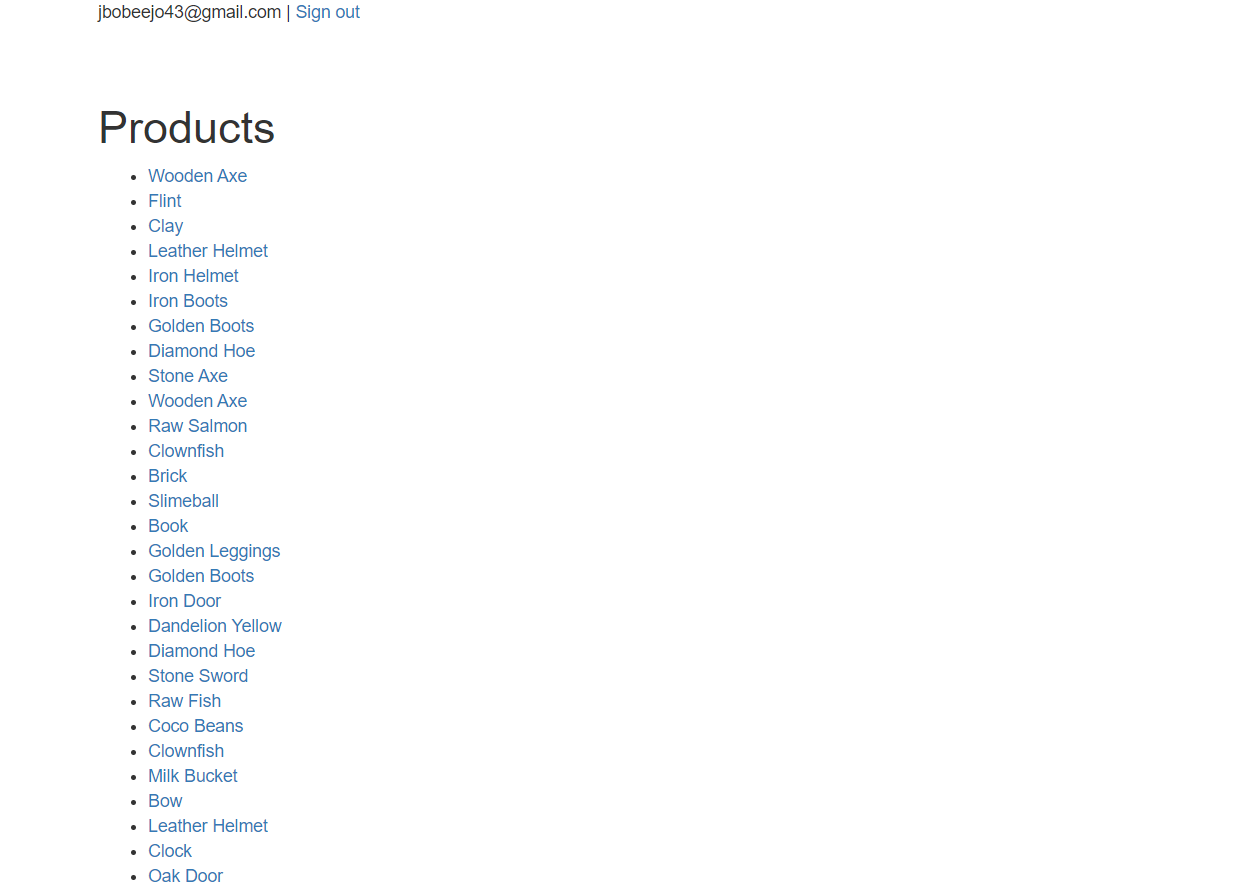 jbobeejo43@gmail.com | Sign out
Products
Wooden Axe
Flint
Clay
Leather Helmet
Iron Helmet
Iron Boots
Golden Boots
Diamond Hoe
Stone Axe
Wooden Axe
Raw Salmon
Clownfish
Brick
Slimeball
Book
Golden Leggings
Golden Boots
Iron Door
Dandelion Yellow
Diamond Hoe
Stone Sword
Raw Fish
Coco Beans
Clownfish
Milk Bucket
Bow
Leather Helmet
Clock
Oak Door